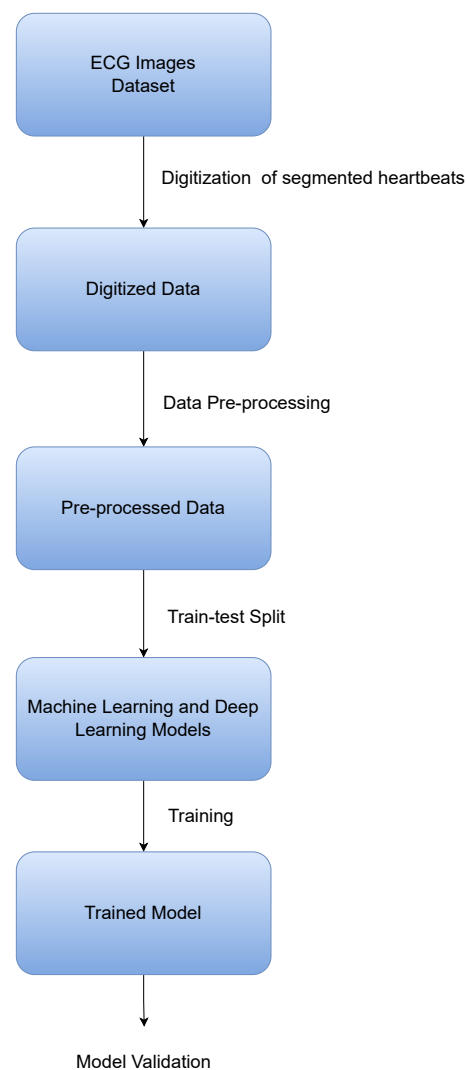 ECG Images
Dataset
Digitization of segmented heartbeats
Digitized Data
Data Pre-processing
Pre-processed Data
Train-test Split
Machine Learning and Deep
Learning Models
Training
Trained Model
Model Validation